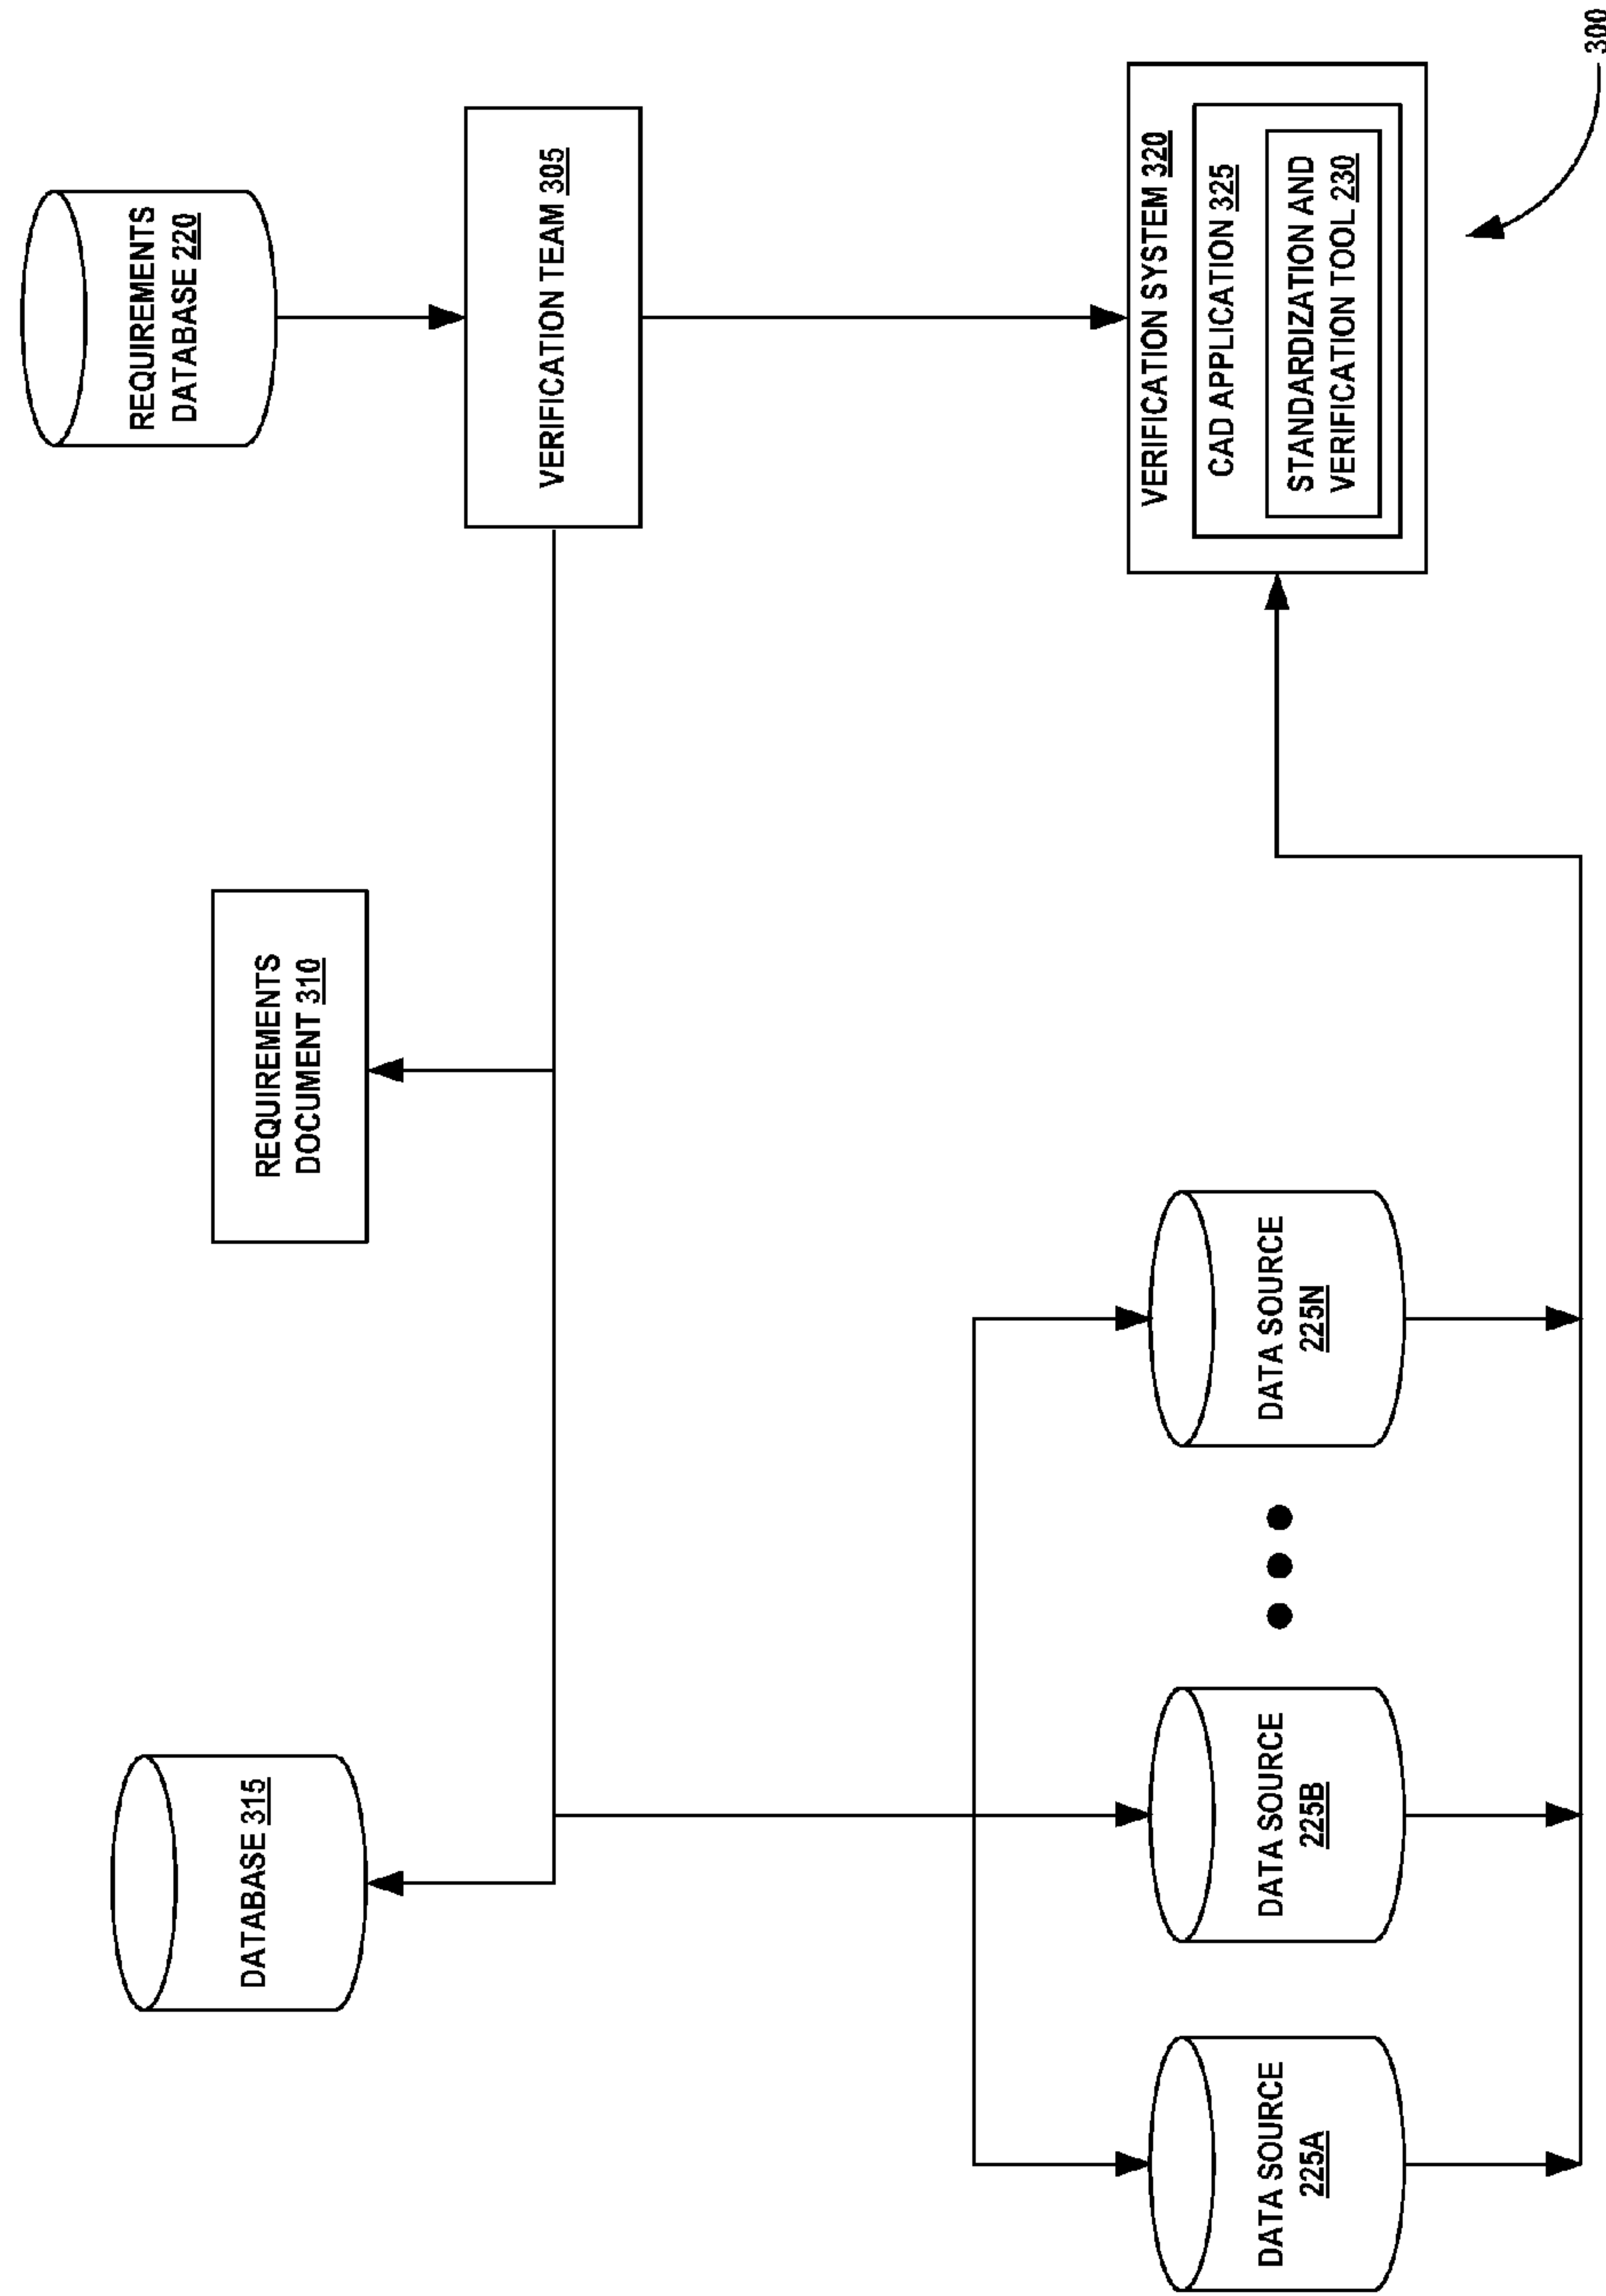 DATABASE 315
REQUIREMENTS
DOCUMENT 310
REQUIREMENTS
DATABASE 220
VERIFICATION TEAM 305
DATA SOURCE
225A
DATA SOURCE
225B
DATA SOURCE
225N
VERIFICATION SYSTEM 320
CAD APPLICATION 325
STANDARDIZATION AND
VERIFICATION TOOL 230
300